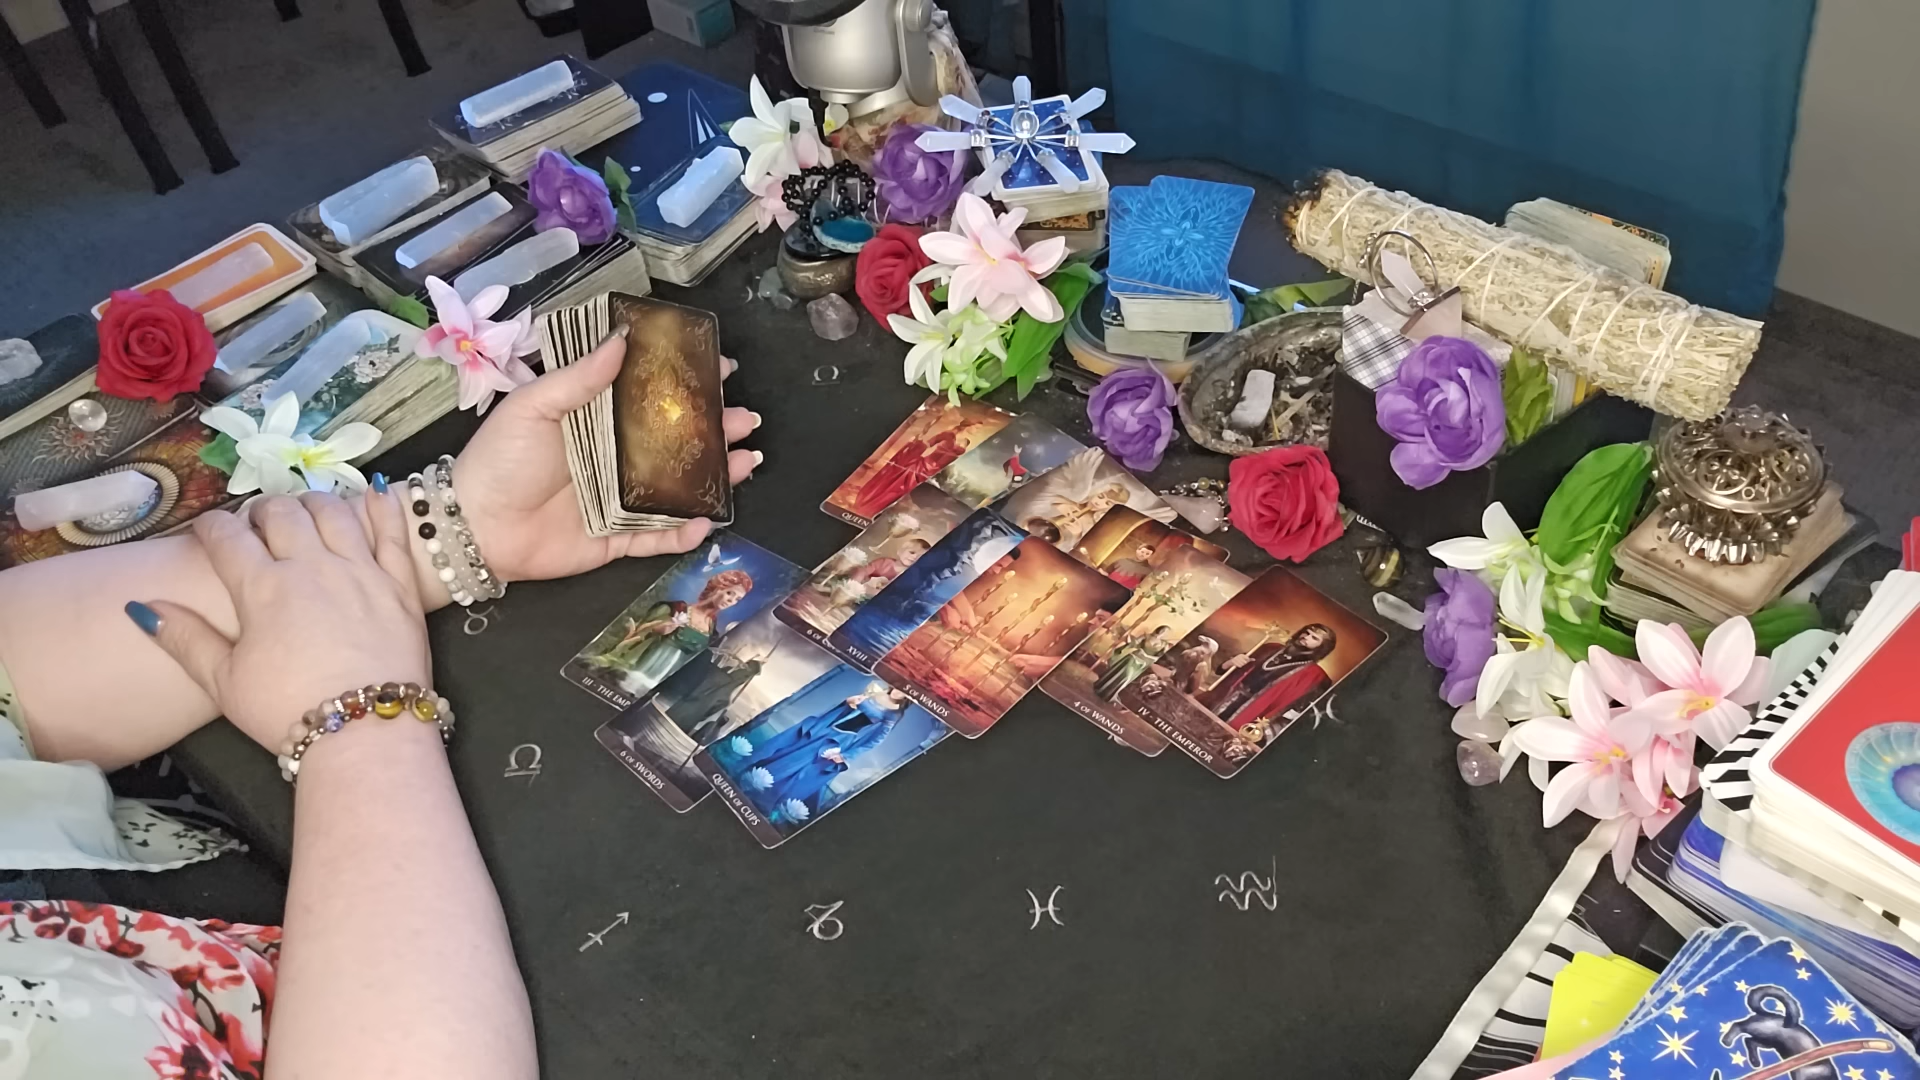 QUEEN
III · THE EMP
6 OF
XVIII
5 OF WANDS
4 OF WANDS
IV · THE EMPEROR
6 OF SWORDS
QUEEN OF CUPS